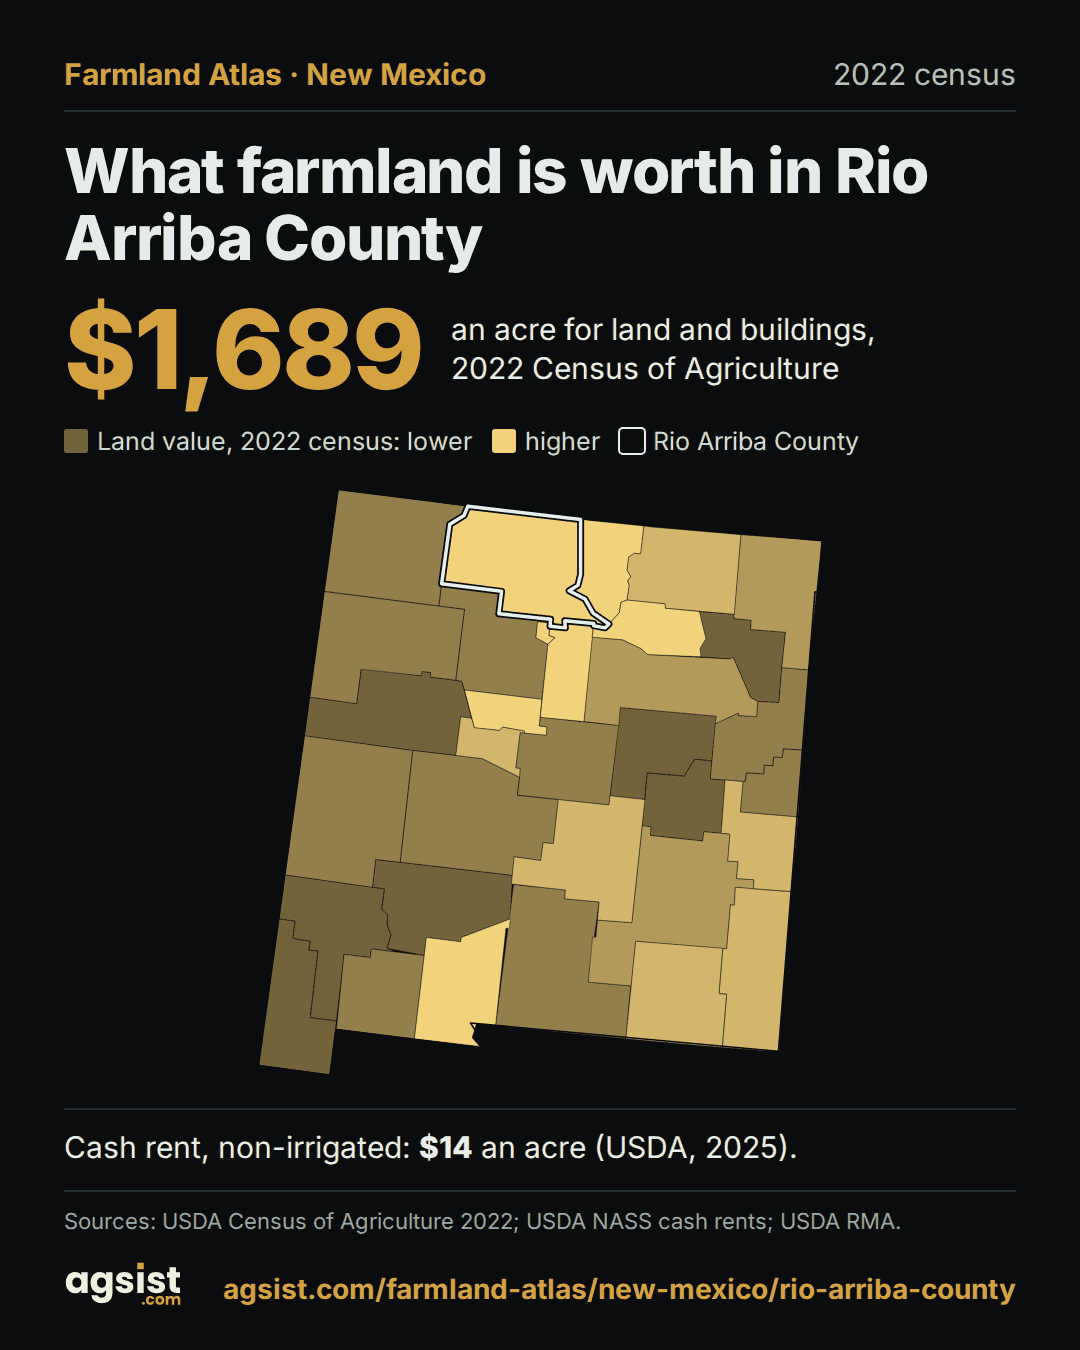 Farmland Atlas · New Mexico
2022 census
What farmland is worth in Rio
Arriba County
$1,689
an acre for land and buildings,
2022 Census of Agriculture
Land value, 2022 census: lower
higher
Rio Arriba County
Cash rent, non-irrigated: $14 an acre (USDA, 2025).
Sources: USDA Census of Agriculture 2022; USDA NASS cash rents; USDA RMA.
agsist
.com
agsist.com/farmland-atlas/new-mexico/rio-arriba-county